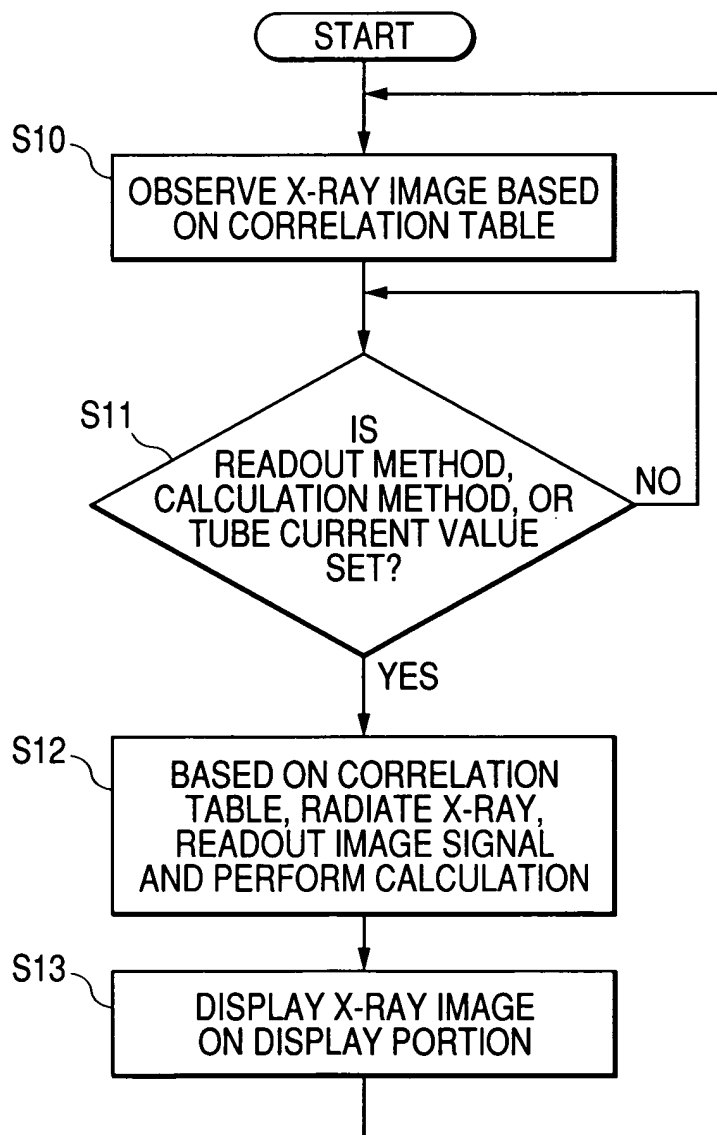 START
S10
OBSERVE X-RAY IMAGE BASED
ON CORRELATION TABLE
S11
IS
READOUT METHOD,
CALCULATION METHOD, OR
TUBE CURRENT VALUE
SET?
NO
YES
S12
BASED ON CORRELATION
TABLE, RADIATE X-RAY,
READOUT IMAGE SIGNAL
AND PERFORM CALCULATION
S13
DISPLAY X-RAY IMAGE
ON DISPLAY PORTION